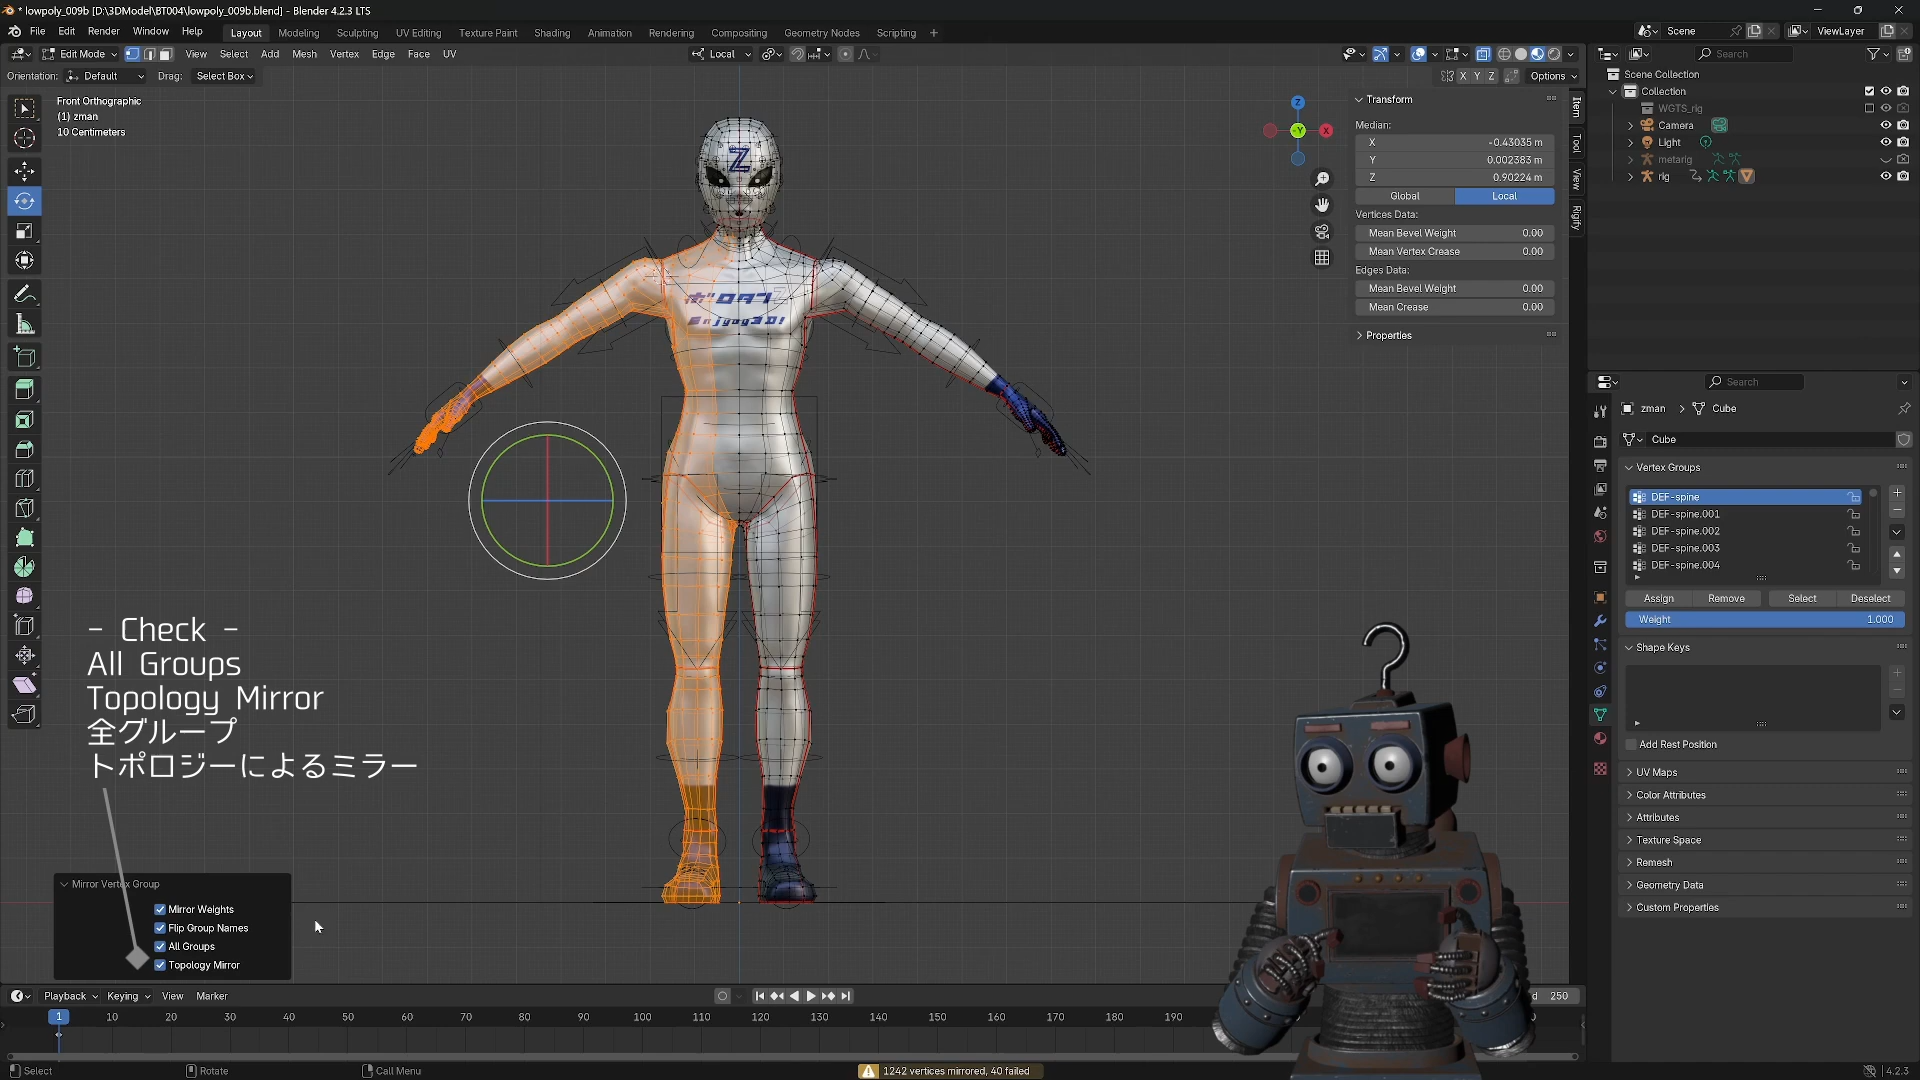 * lowpoly_009b [D:\3DModel\BT004\lowpoly_009b.blend] - Blender 4.2.3 LTS
File Edit Render Window Help Layout Modeling Sculpting UV Editing Texture Paint Shading Animation Rendering Compositing Geometry Nodes Scripting + Scene ViewLayer
Edit Mode View Select Add Mesh Vertex Edge Face UV Local Search
Orientation: Default Drag: Select Box X Y Z Options
Scene Collection
Collection
WGTS_rig
Camera
Light
metarig
rig
Front Orthographic
(1) zman
10 Centimeters
Z
-Y X
Transform
Median:
X -0.43035 m
Y 0.002383 m
Z 0.90224 m
Global Local
Vertices Data:
Mean Bevel Weight 0.00
Mean Vertex Crease 0.00
Edges Data:
Mean Bevel Weight 0.00
Mean Crease 0.00
Properties
Item
Tool
View
Rigify
Z
ボロタン
Enjoy3D!
Search
zman > Cube
Cube
Vertex Groups
DEF-spine
DEF-spine.001
DEF-spine.002
DEF-spine.003
DEF-spine.004
Assign Remove Select Deselect
Weight 1.000
Shape Keys
Add Rest Position
UV Maps
Color Attributes
Attributes
Texture Space
Remesh
Geometry Data
Custom Properties
- Check -
All Groups
Topology Mirror
全グループ
トポロジーによるミラー
Mirror Vertex Group
Mirror Weights
Flip Group Names
All Groups
Topology Mirror
Playback Keying View Marker d 250
1 10 20 30 40 50 60 70 80 90 100 110 120 130 140 150 160 170 180 190
Select Rotate Call Menu 1242 vertices mirrored, 40 failed 4.2.3